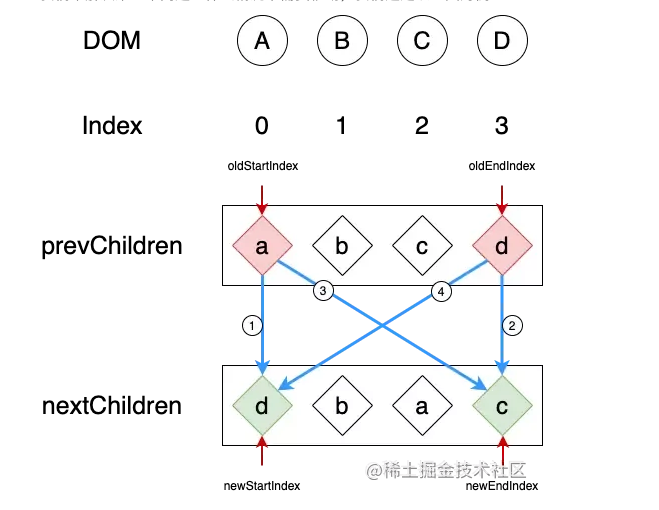 DOM A B C D
Index 0 1 2 3
oldStartIndex oldEndIndex
prevChildren a b c d
3 4
1 2
nextChildren d b a c
@稀土掘金技术社区
newStartIndex newEndIndex